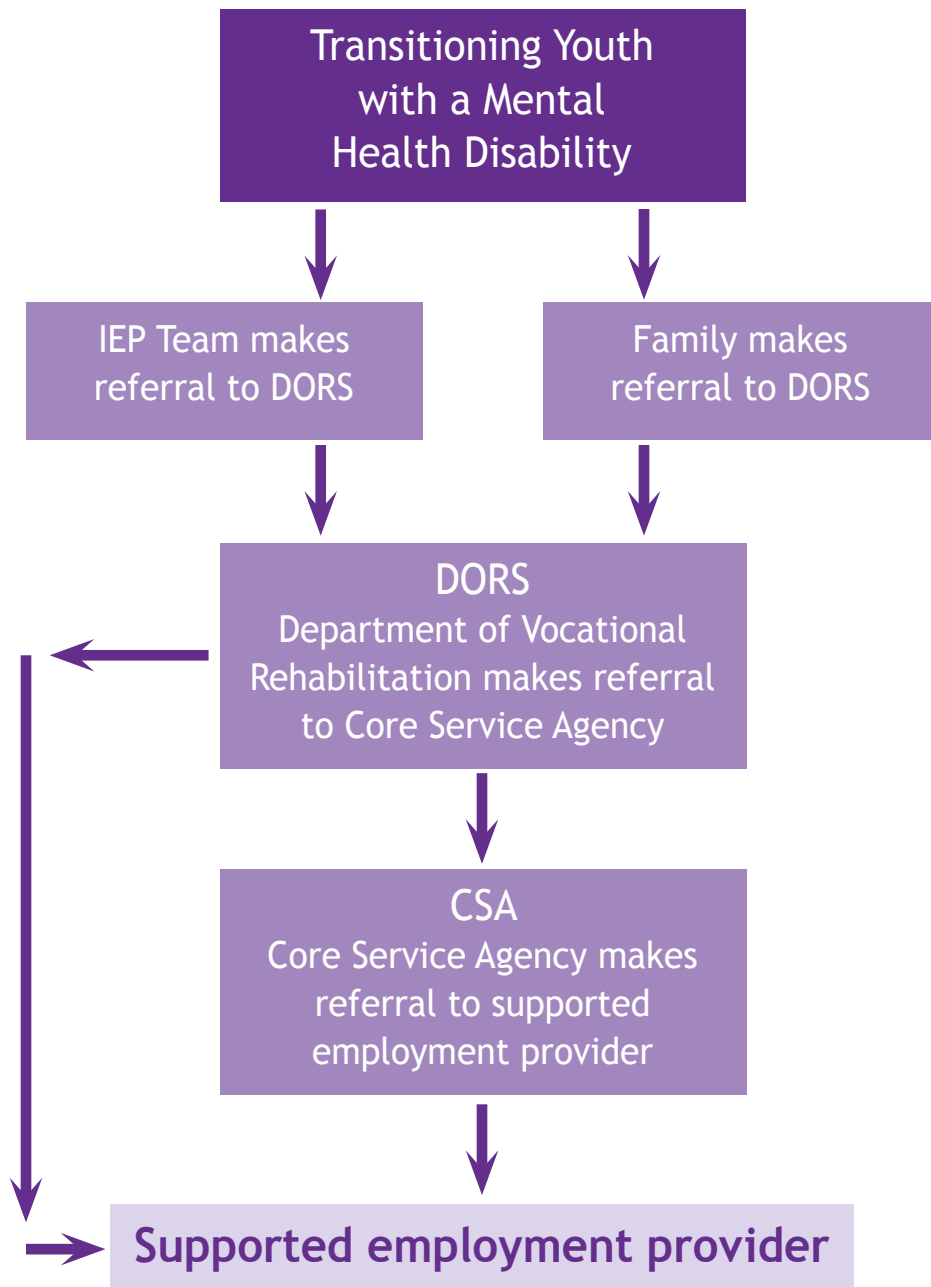 Transitioning Youth
with a Mental
Health Disability
IEP Team makes
referral to DORS
Family makes
referral to DORS
DORS
Department of Vocational
Rehabilitation makes referral
to Core Service Agency
CSA
Core Service Agency makes
referral to supported
employment provider
Supported employment provider